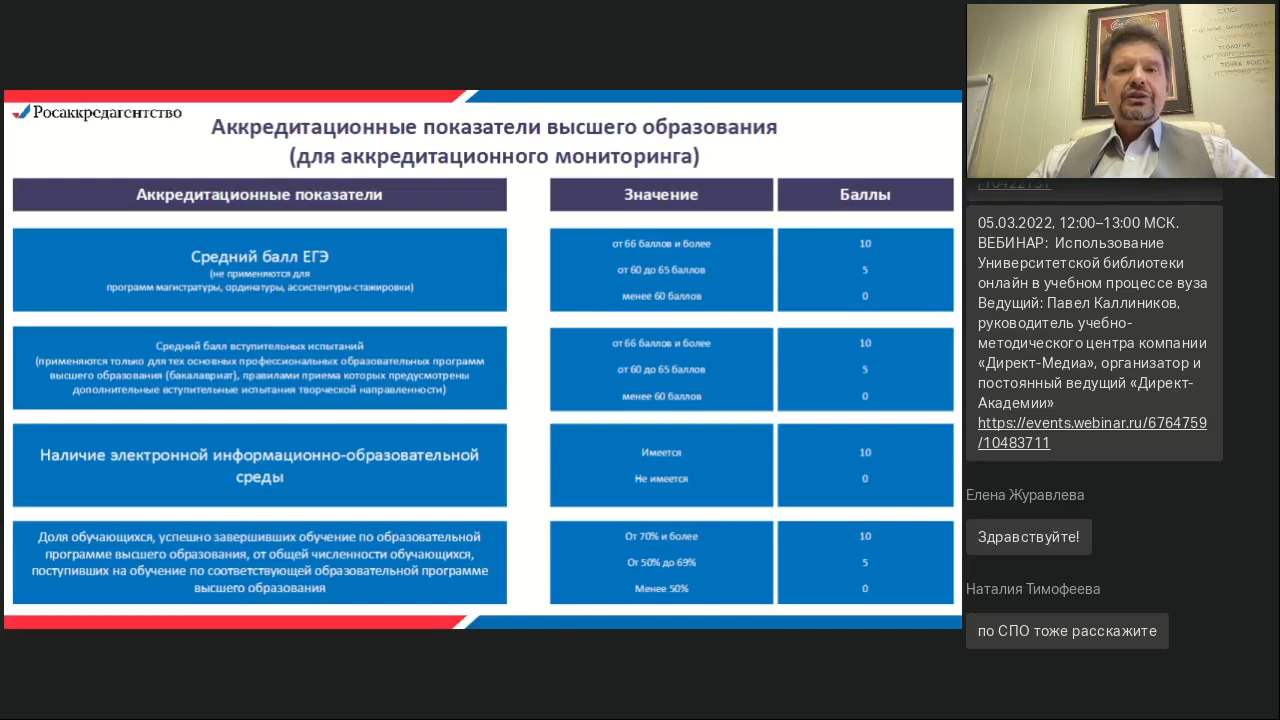 Росаккредагентство
Аккредитационные показатели высшего образования
(для аккредитационного мониторинга)
Аккредитационные показатели
Значение
Баллы
Средний балл ЕГЭ
(не применяются для
программ магистратуры, ординатуры, ассистентуры-стажировки)
от 66 баллов и более
10
от 60 до 65 баллов
5
менее 60 баллов
0
Средний балл вступительных испытаний
(применяются только для тех основных профессиональных образовательных программ
высшего образования (бакалавриат), правилами приема которых предусмотрены
дополнительные вступительные испытания творческой направленности)
от 66 баллов и более
10
от 60 до 65 баллов
5
менее 60 баллов
0
Наличие электронной информационно-образовательной
среды
Имеется
10
Не имеется
0
Доля обучающихся, успешно завершивших обучение по образовательной
программе высшего образования, от общей численности обучающихся,
поступивших на обучение по соответствующей образовательной программе
высшего образования
От 70% и более
10
От 50% до 69%
5
Менее 50%
0
СПО
ТЕОЛОГИЯ
ТОЧКА РОСТА
05.03.2022, 12:00–13:00 МСК.
ВЕБИНАР: Использование
Университетской библиотеки
онлайн в учебном процессе вуза
Ведущий: Павел Каллиников,
руководитель учебно-
методического центра компании
«Директ-Медиа», организатор и
постоянный ведущий «Директ-
Академии»
https://events.webinar.ru/6764759
/10483711
Елена Журавлева
Здравствуйте!
Наталия Тимофеева
по СПО тоже расскажите